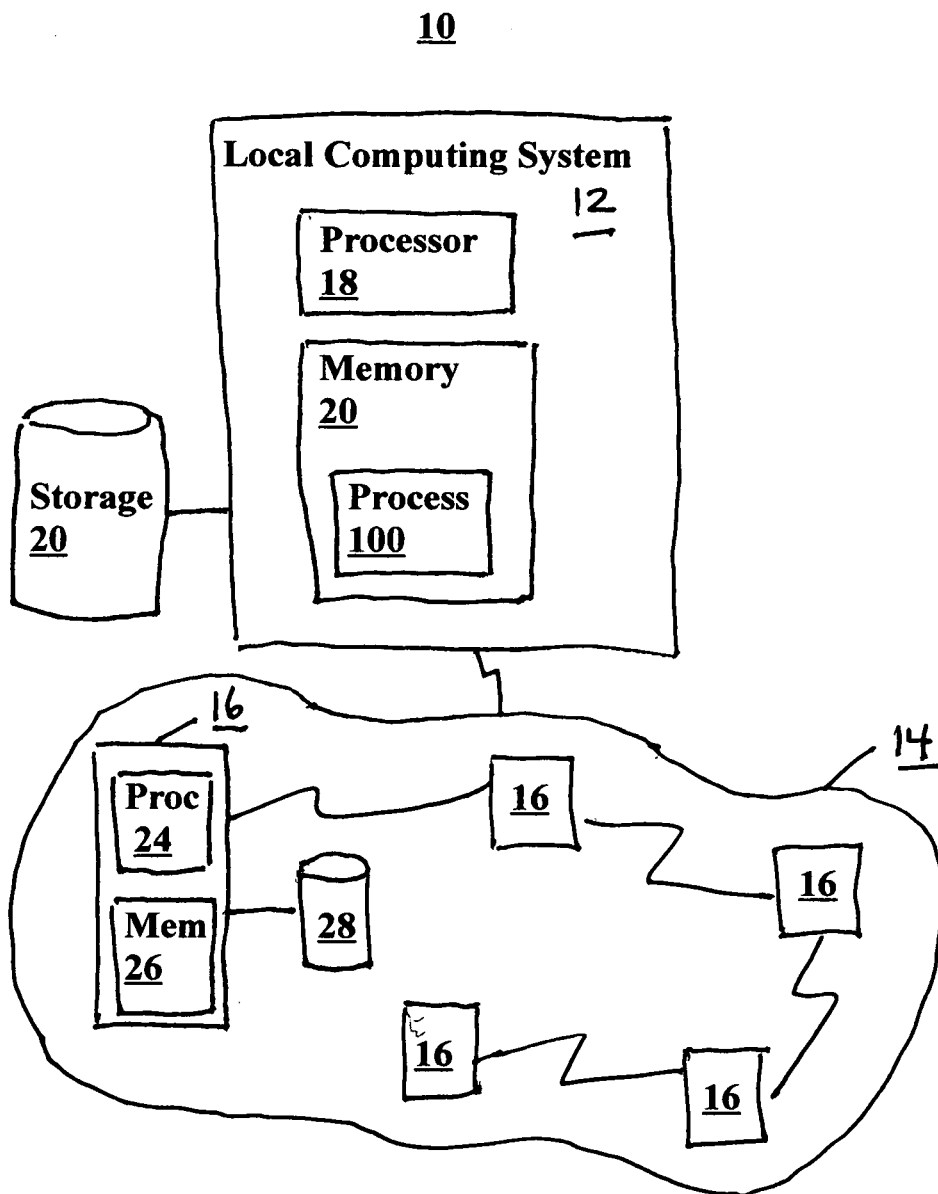 10
Local Computing System
12
Processor
18
Memory
20
Process
100
Storage
20
16
14
Proc
24
16
16
Mem
26
28
16
16